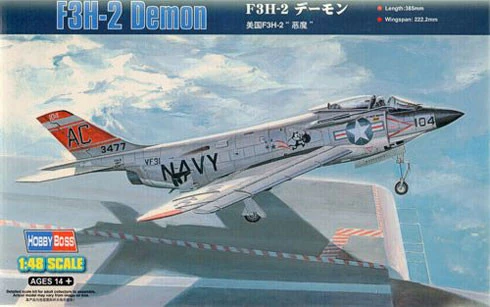 F3H-2 Demon
F3H-2 デーモン
美国F3H-2“恶魔”
● Length:385mm
● Wingspan: 222.2mm
104
AC
3477
VF31
NAVY
104
HOBBY BOSS
1:48 SCALE
AGES 14+